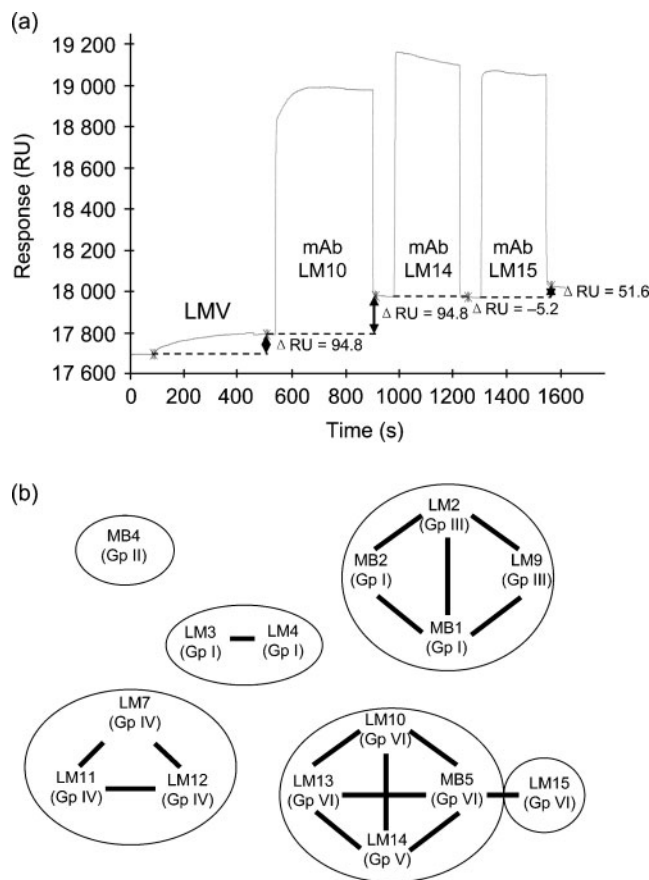 (a)
19 200
19 000
18 800
18 600
18 400
18 200
18 000
17 800
17 600
Response (RU)
LMV
mAb
LM10
mAb
LM14
mAb
LM15
Δ RU = 94.8
Δ RU = 94.8
Δ RU = –5.2
Δ RU = 51.6
0 200 400 600 800 1000 1200 1400 1600
Time (s)
(b)
MB4
(Gp II)
LM2
(Gp III)
MB2
(Gp I)
LM9
(Gp III)
MB1
(Gp I)
LM3
(Gp I)
LM4
(Gp I)
LM7
(Gp IV)
LM11
(Gp IV)
LM12
(Gp IV)
LM10
(Gp VI)
LM13
(Gp VI)
MB5
(Gp VI)
LM14
(Gp V)
LM15
(Gp VI)